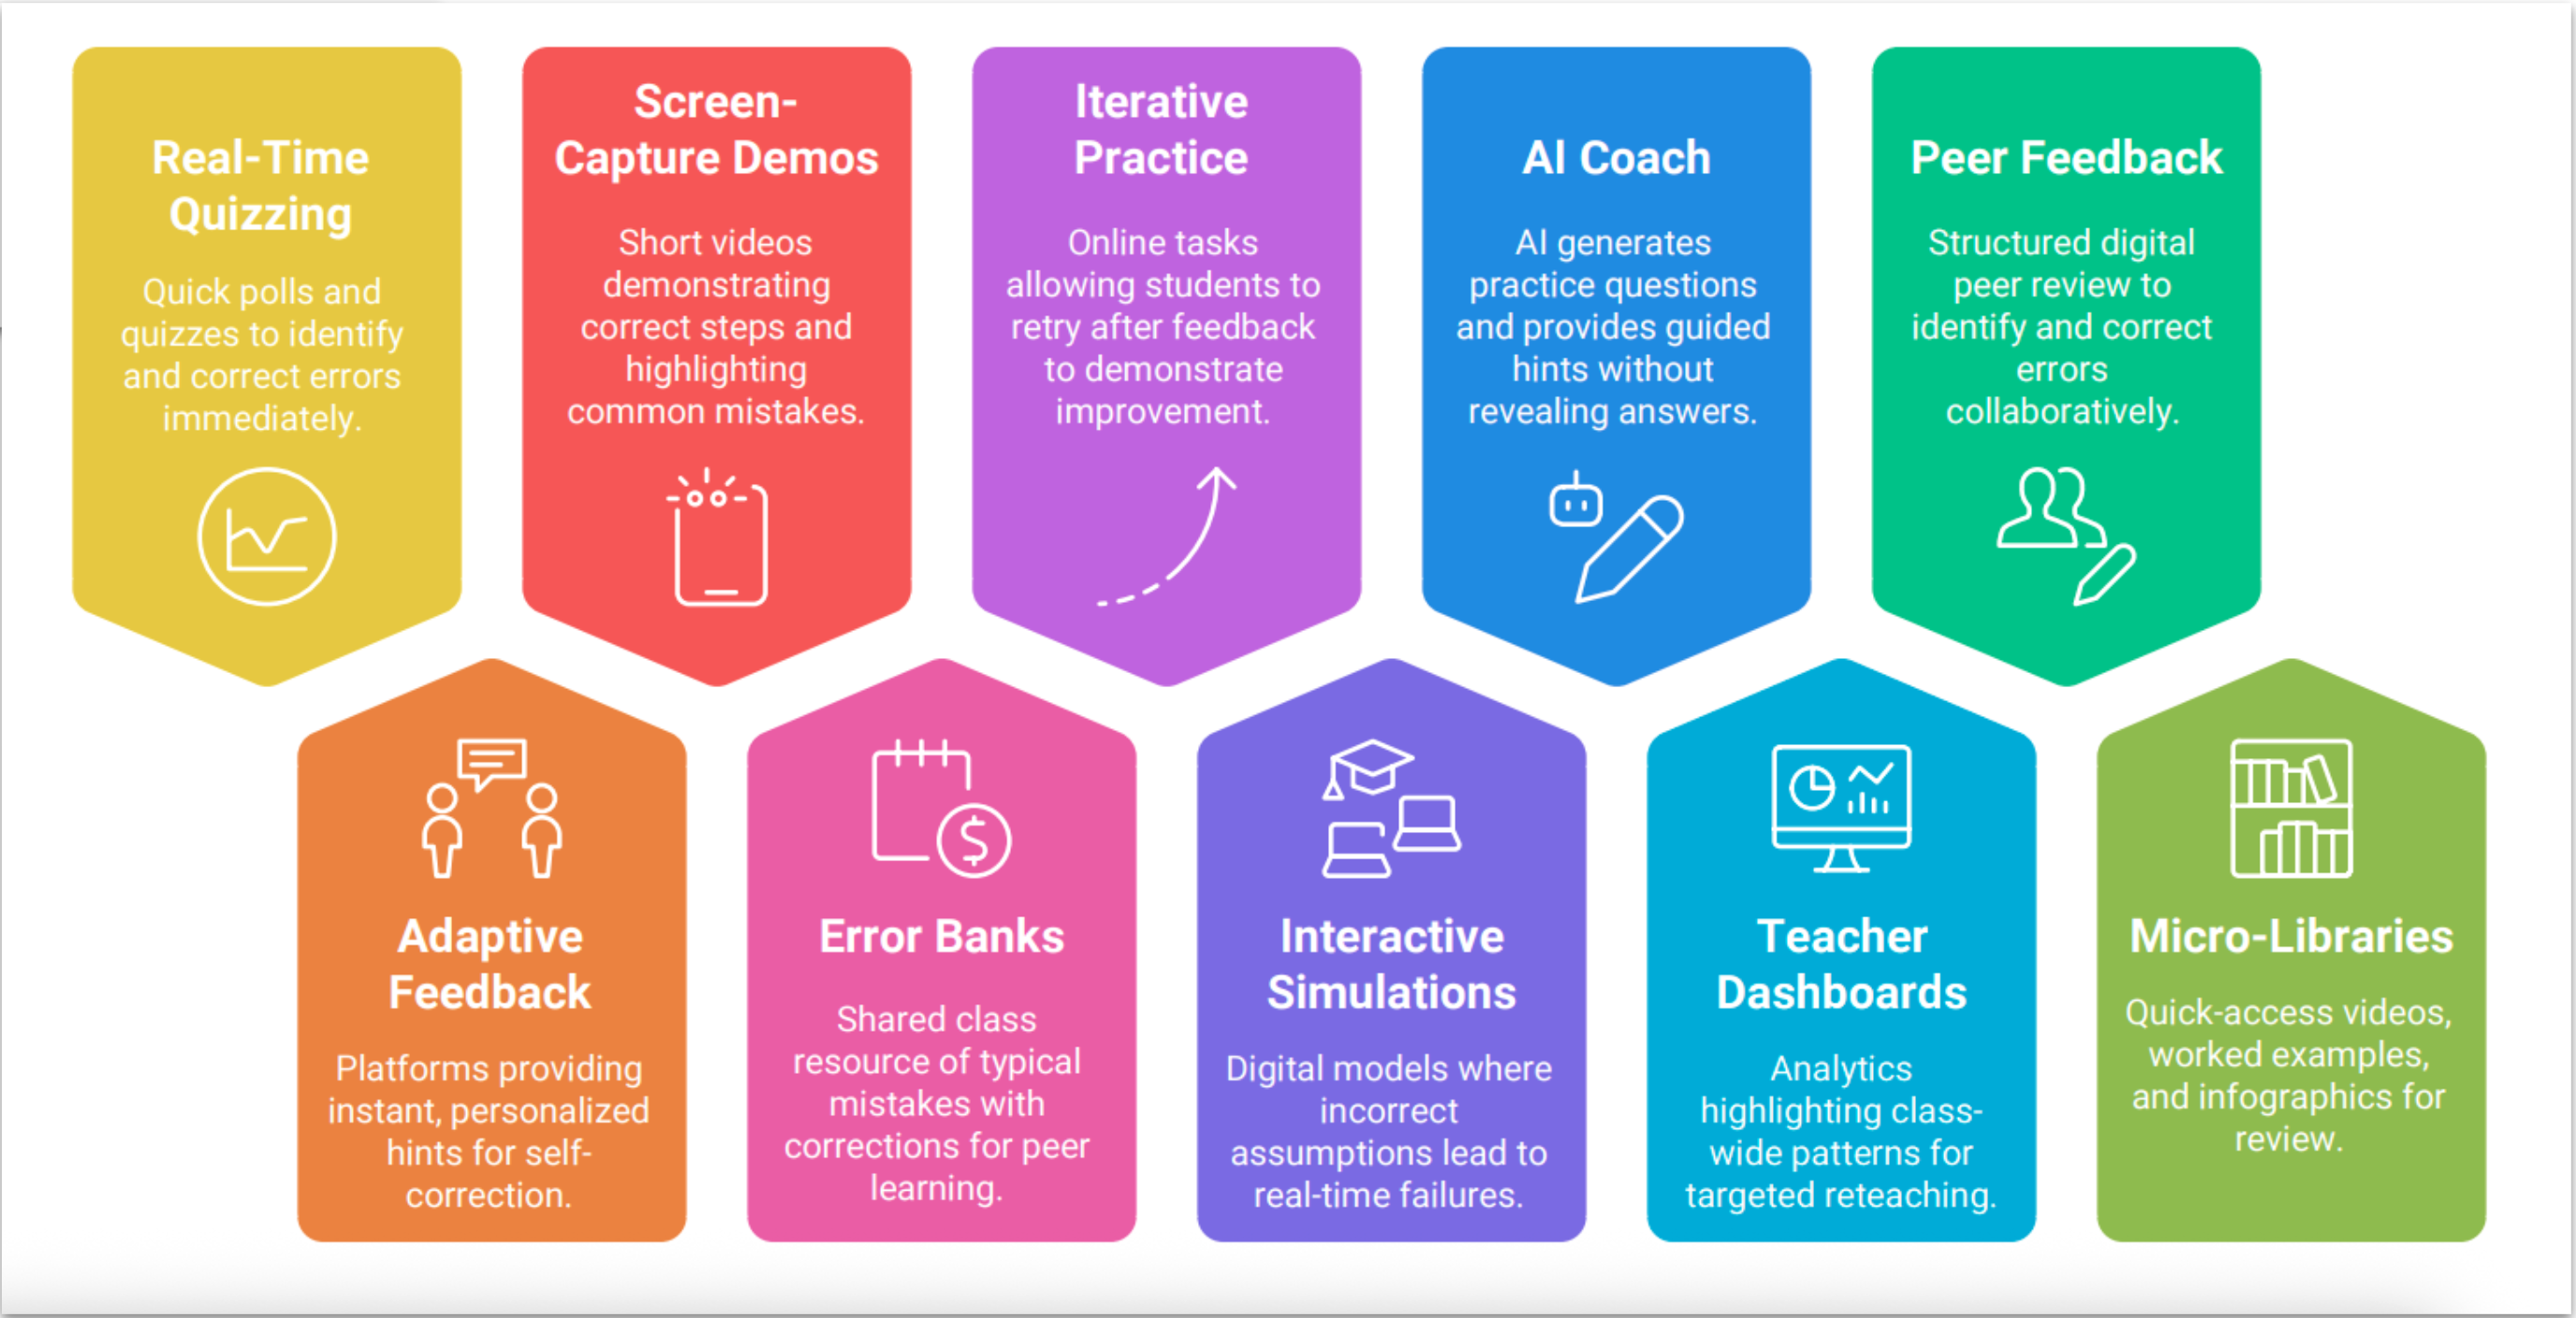 Real-Time
Quizzing
Quick polls and
quizzes to identify
and correct errors
immediately.
Screen-
Capture Demos
Short videos
demonstrating
correct steps and
highlighting
common mistakes.
Iterative
Practice
Online tasks
allowing students to
retry after feedback
to demonstrate
improvement.
AI Coach
AI generates
practice questions
and provides guided
hints without
revealing answers.
Peer Feedback
Structured digital
peer review to
identify and correct
errors
collaboratively.
Adaptive
Feedback
Platforms providing
instant, personalized
hints for self-
correction.
$
Error Banks
Shared class
resource of typical
mistakes with
corrections for peer
learning.
Interactive
Simulations
Digital models where
incorrect
assumptions lead to
real-time failures.
Teacher
Dashboards
Analytics
highlighting class-
wide patterns for
targeted reteaching.
Micro-Libraries
Quick-access videos,
worked examples,
and infographics for
review.